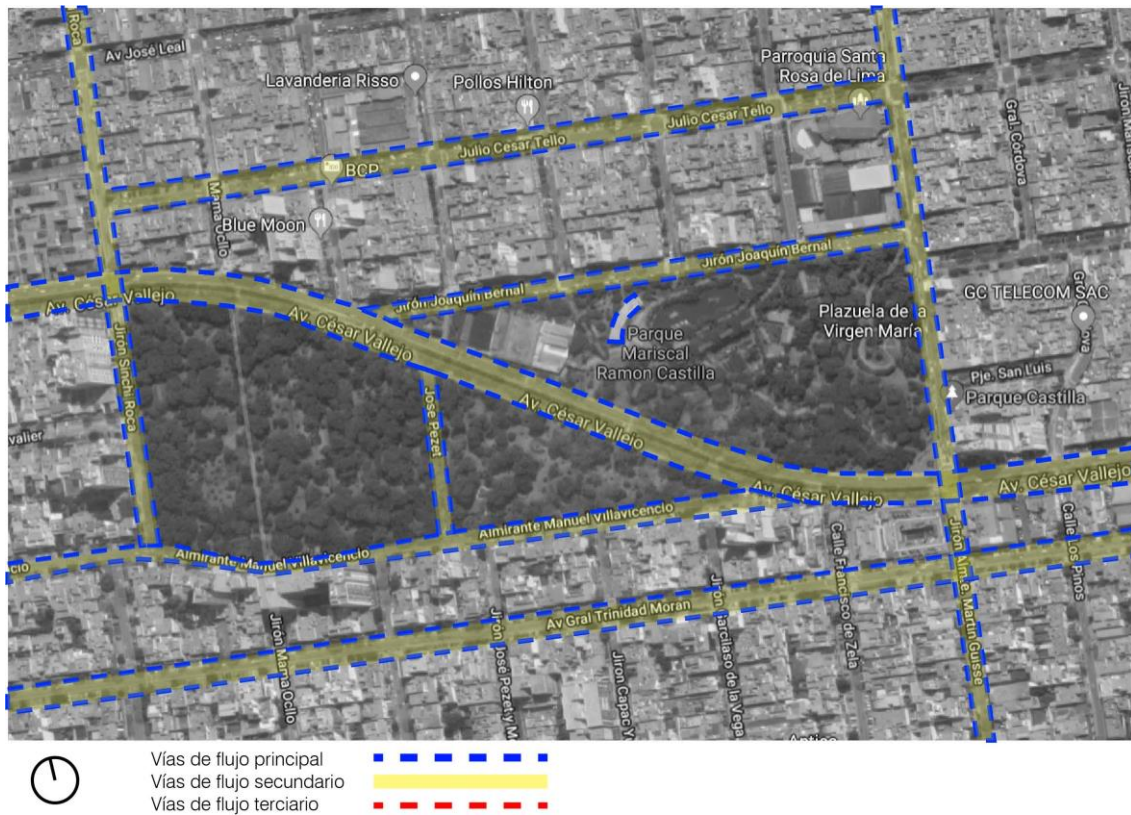 Roca
Av José Leal
Lavanderia Risso
Pollos Hilton
Parroquia Santa
Rosa de Lima
Gral. Córdova
Julio Cesar Tello
Julio Cesar Tello
BCP
Mama Ocllo
Blue Moon
Jirón Joaquín Bernal
Jirón Joaquín Bernal
Av. César Vallejo
Av. César Vallejo
Plazuela de la
Virgen María
GC TELECOM SAC
Parque
Mariscal
Ramon Castilla
Jirón Sinchi Roca
Pje. San Luis
Parque Castilla
Jose Pezet
Av. César Vallejo
Av. César Vallejo
Av. César Vallejo
Almirante Manuel Villavicencio
Almirante Manuel Villavicencio
Calle Los Pinos
Calle Francisco de Zela
Jirón Almte. Martin Guisse
Av Gral Trinidad Moran
Jirón Mama Ocllo
Jirón José Pezet y M
Jiron Capac Y
Jirón Garcilaso de la Vega
Vías de flujo principal
Vías de flujo secundario
Vías de flujo terciario